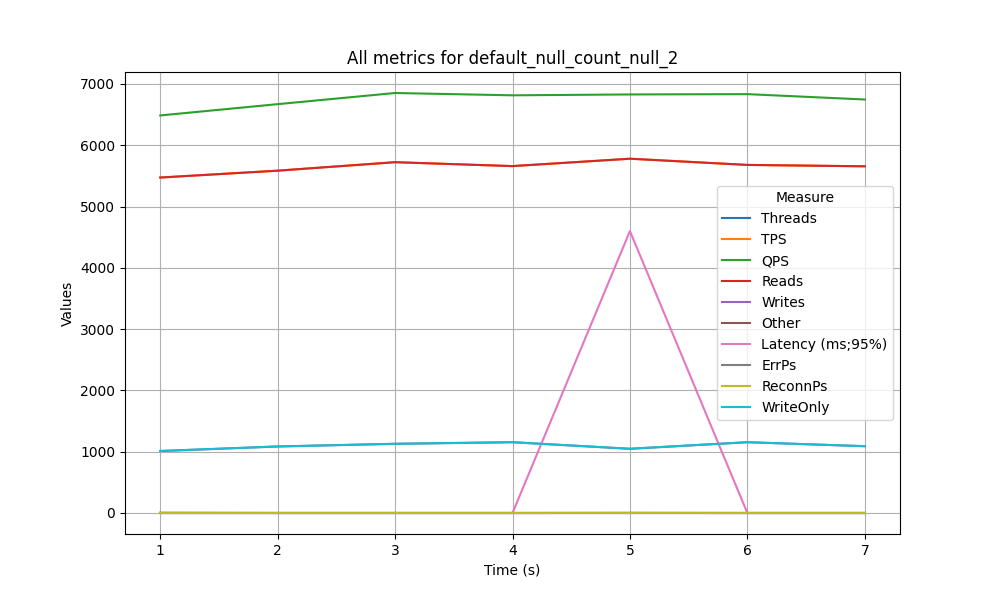 All metrics for default_null_count_null_2
7000
6000
5000
4000
3000
2000
1000
0
Values
Measure
Threads
TPS
QPS
Reads
Writes
Other
Latency (ms;95%)
ErrPs
ReconnPs
WriteOnly
1 2 3 4 5 6 7
Time (s)